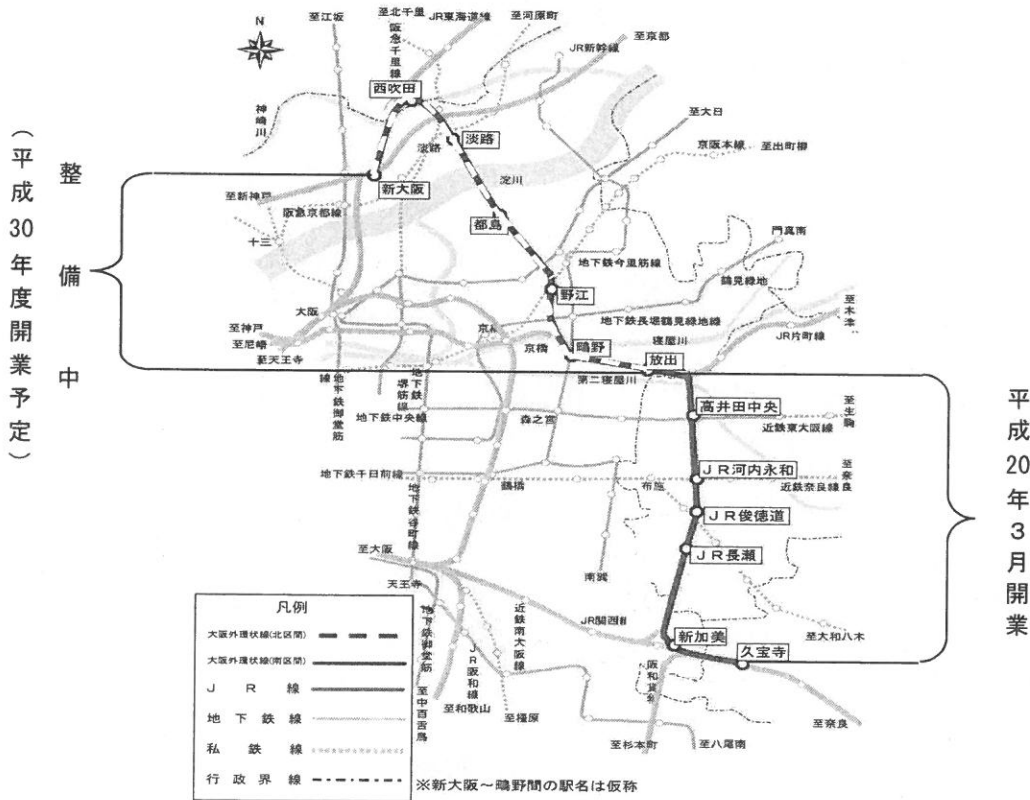 N
至江坂
至北千里
JR東海道線
至河原町
阪急千里線
JR新幹線
至京都
西吹田
神崎川
淡路
淡路
至大日
京阪本線
至出町柳
新大阪
淀川
至新神戸
阪急京都線
都島
十三
門真南
地下鉄今里筋線
鶴見緑地
野江
至木津
大阪
地下鉄長堀鶴見緑地線
至神戸
京橋
寝屋川
JR片町線
至尼崎
鴫野
至天王寺
放出
第二寝屋川
地下鉄御堂筋線
地下鉄堺筋線
高井田中央
至生駒
地下鉄中央線
森之宮
近鉄東大阪線
地下鉄千日前線
鶴橋
布施
JR河内永和
近鉄奈良線
至奈良
地下鉄谷町線
JR俊徳道
至大阪
JR長瀬
天王寺
南巽
JR関西線
新加美
至大和八木
久宝寺
地下鉄御堂筋
JR阪和線
近鉄南大阪線
至中百舌鳥
至和歌山
至橿原
至杉本町
至八尾南
至奈良
整備中
(平成30年度開業予定)
平成20年3月開業
凡例
大阪外環状線(北区間)
大阪外環状線(南区間)
JR線
地下鉄線
私鉄線
行政界線
※新大阪～鴫野間の駅名は仮称